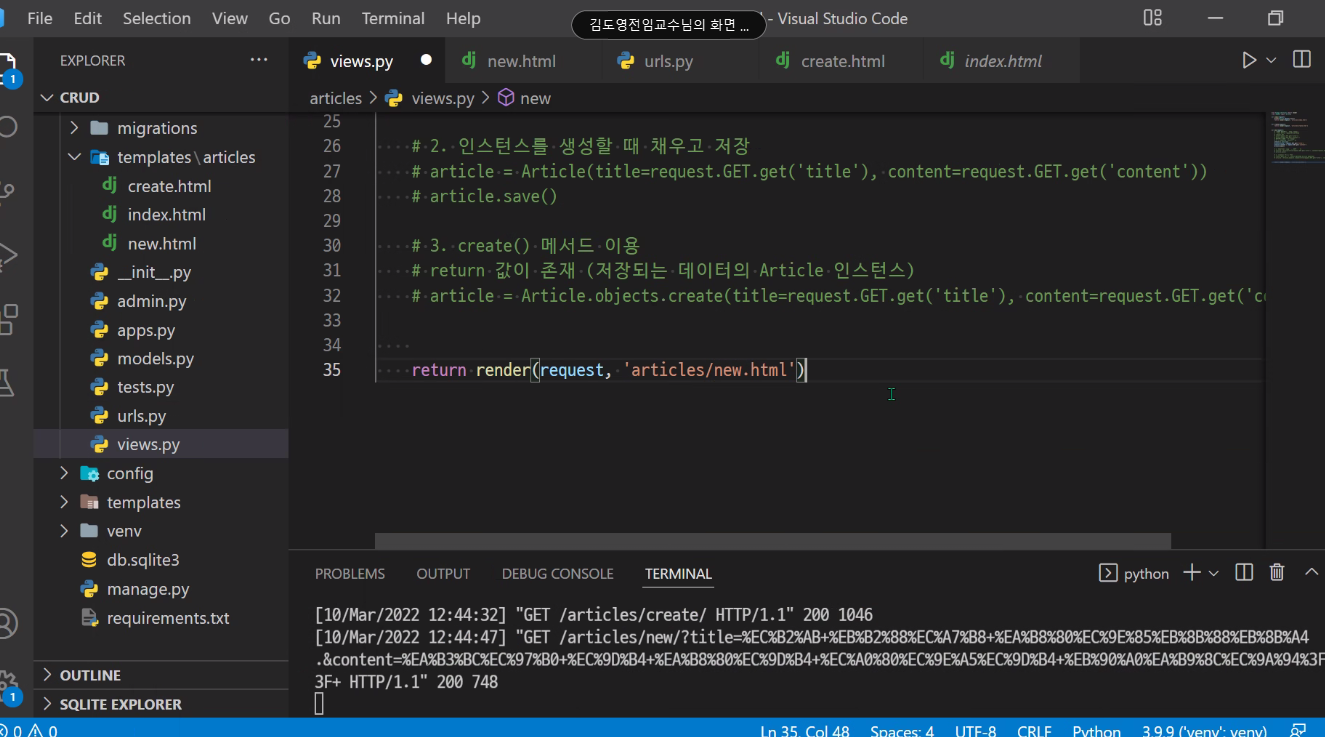 File Edit Selection View Go Run Terminal Help
김도영전임교수님의 화면 ...
- Visual Studio Code
EXPLORER
views.py
new.html
urls.py
create.html
index.html
1
CRUD
articles > views.py > new
migrations
templates\articles
create.html
index.html
new.html
__init__.py
admin.py
apps.py
models.py
tests.py
urls.py
views.py
config
templates
venv
db.sqlite3
manage.py
requirements.txt
OUTLINE
SQLITE EXPLORER
1
25
26 # 2. 인스턴스를 생성할 때 채우고 저장
27 # article = Article(title=request.GET.get('title'), content=request.GET.get('content'))
28 # article.save()
29
30 # 3. create() 메서드 이용
31 # return 값이 존재 (저장되는 데이터의 Article 인스턴스)
32 # article = Article.objects.create(title=request.GET.get('title'), content=request.GET.get('c
33
34
35 return render(request, 'articles/new.html')
PROBLEMS OUTPUT DEBUG CONSOLE TERMINAL
python
[10/Mar/2022 12:44:32] "GET /articles/create/ HTTP/1.1" 200 1046
[10/Mar/2022 12:44:47] "GET /articles/new/?title=%EC%B2%AB+%EB%B2%88%EC%A7%B8+%EA%B8%80%EC%9E%85%EB%8B%88%EB%8B%A4
.&content=%EA%B3%BC%EC%97%B0+%EC%9D%B4+%EA%B8%80%EC%9D%B4+%EC%A0%80%EC%9E%A5%EC%9D%B4+%EB%90%A0%EA%B9%8C%EC%9A%94%3F
3F+ HTTP/1.1" 200 748
0 0
Ln 35, Col 48 Spaces: 4 UTF-8 CRLF Python 3.9.9 ('venv': venv)